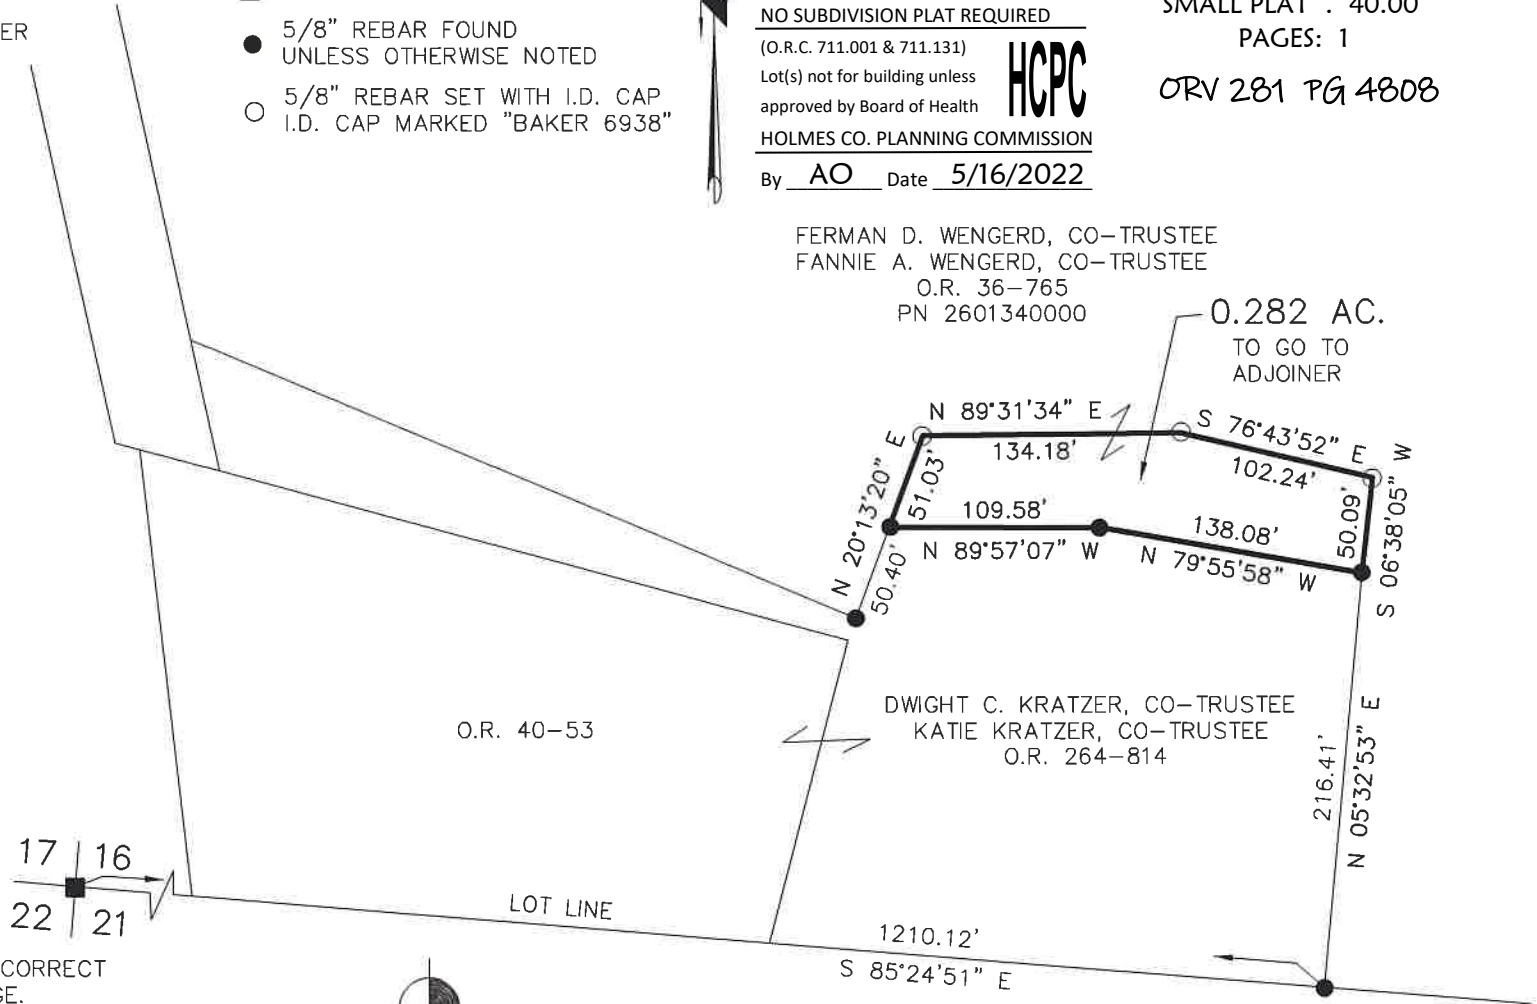 ER
5/8" REBAR FOUND
UNLESS OTHERWISE NOTED
5/8" REBAR SET WITH I.D. CAP
I.D. CAP MARKED "BAKER 6938"
NO SUBDIVISION PLAT REQUIRED
(O.R.C. 711.001 & 711.131)
Lot(s) not for building unless
approved by Board of Health
HCPC
HOLMES CO. PLANNING COMMISSION
By AO Date 5/16/2022
SMALL PLAT : 40.00
PAGES: 1
ORV 281 PG 4808
FERMAN D. WENGERD, CO-TRUSTEE
FANNIE A. WENGERD, CO-TRUSTEE
O.R. 36-765
PN 2601340000
0.282 AC.
TO GO TO
ADJOINER
N 89°31'34" E
134.18'
S 76°43'52" E
102.24'
N 20°13'20" E
51.03'
50.40'
109.58'
N 89°57'07" W
138.08'
N 79°55'58" W
50.09'
S 06°38'05" W
DWIGHT C. KRATZER, CO-TRUSTEE
KATIE KRATZER, CO-TRUSTEE
O.R. 264-814
O.R. 40-53
216.41'
N 05°32'53" E
17 16
22 21
LOT LINE
1210.12'
S 85°24'51" E
CORRECT
GE.